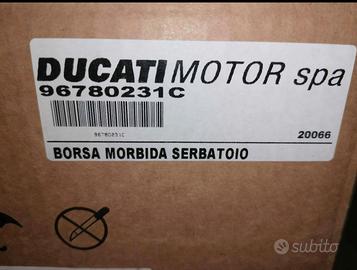 DUCATI MOTOR spa
96780231C
96780231C
20066
BORSA MORBIDA SERBATOIO
subito